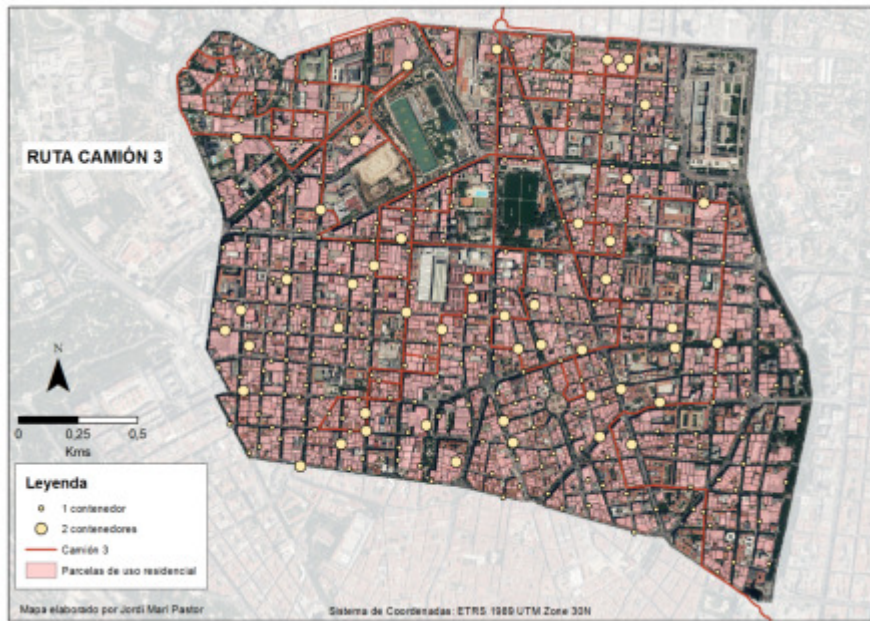 RUTA CAMIÓN 3
N
0 0,25 0,5
Kms
Leyenda
1 contenedor
2 contenedores
Camión 3
Parcelas de uso residencial
Mapa elaborado por Jordi Marí Pastor
Sistema de Coordenadas: ETRS 1989 UTM Zone 30N